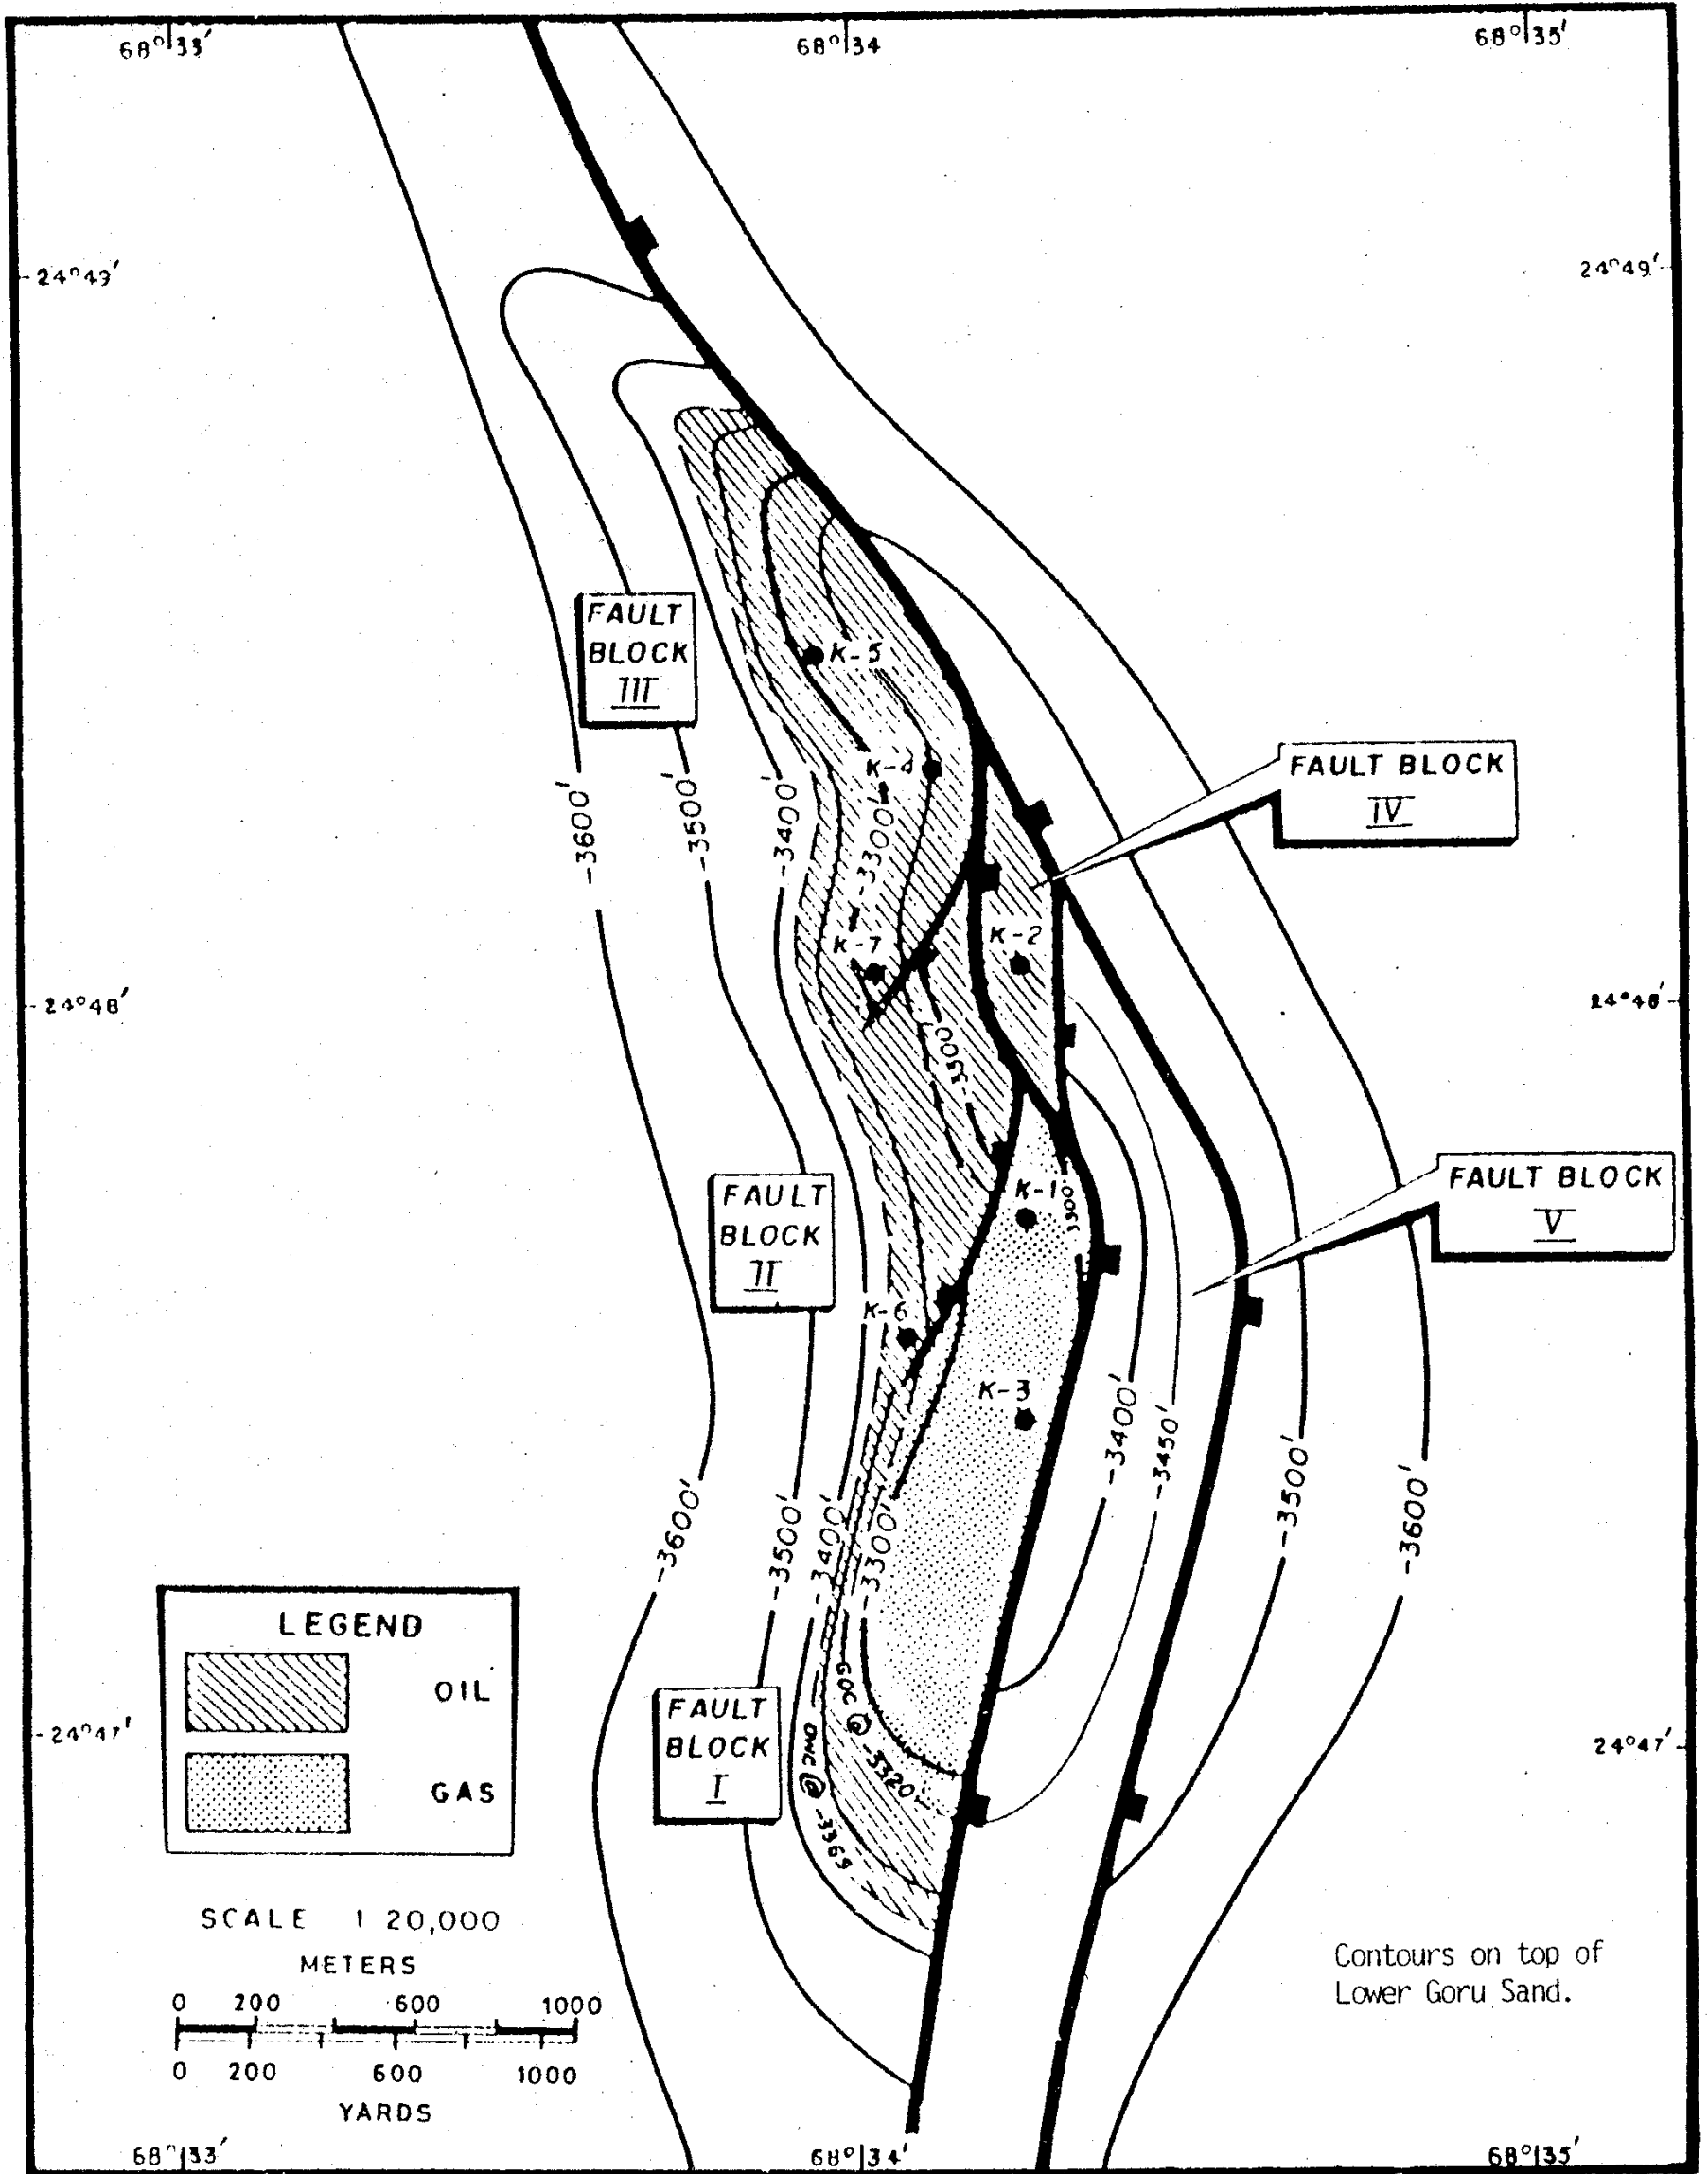 68°33'
68°34
68°35'
24°49'
24°49'
FAULT
BLOCK
III
K-5
K-4
FAULT BLOCK
IV
-3600'
-3500'
-3400'
-3300'
K-7
K-2
24°48'
24°48'
-3300'
FAULT BLOCK
V
FAULT
BLOCK
II
K-1
3300'
K-6
K-3
-3400'
-3450'
-3500'
-3600'
-3600'
-3500'
-3400'
-3300'
LEGEND
OIL
GAS
FAULT
BLOCK
I
GOC @ -3320'
OWC @ -3369
24°47'
24°47'
SCALE 1 20,000
METERS
0 200 600 1000
0 200 600 1000
YARDS
Contours on top of
Lower Goru Sand.
68°33'
68°34'
68°35'